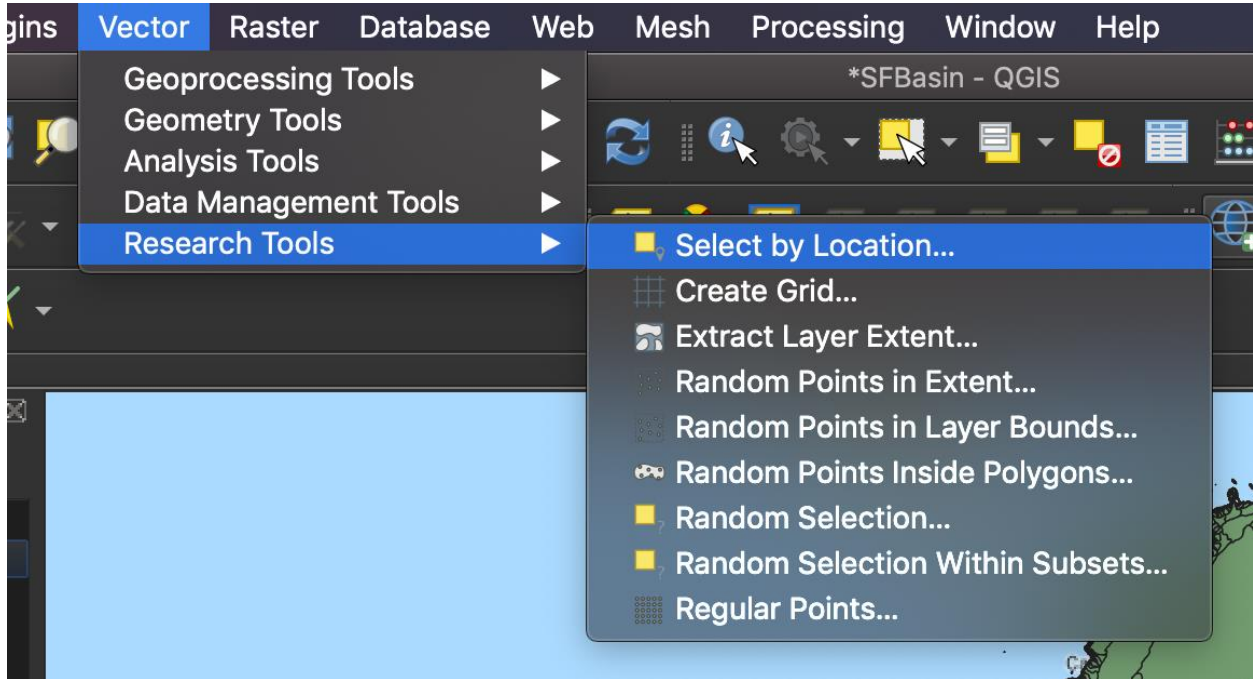 Vector Raster Database Web Mesh Processing Window Help
*SFBasin - QGIS
Geoprocessing Tools
Geometry Tools
Analysis Tools
Data Management Tools
Research Tools
Select by Location...
Create Grid...
Extract Layer Extent...
Random Points in Extent...
Random Points in Layer Bounds...
Random Points Inside Polygons...
Random Selection...
Random Selection Within Subsets...
Regular Points...